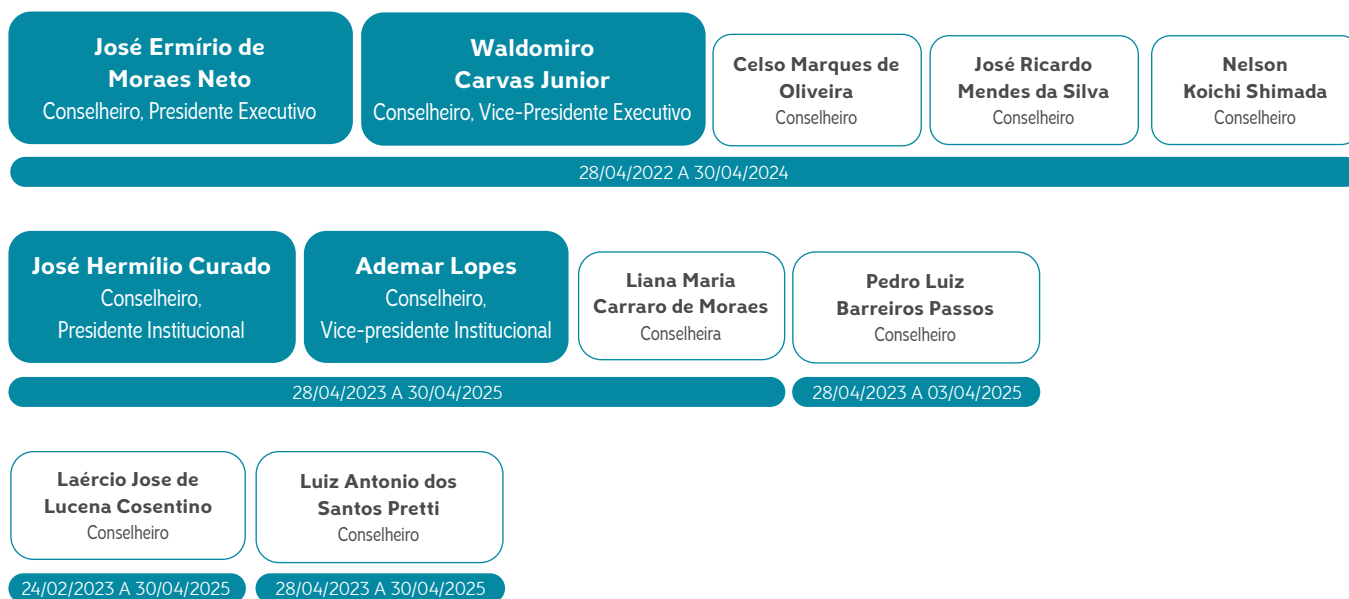 José Ermírio de
Moraes Neto
Conselheiro, Presidente Executivo
Waldomiro
Carvas Junior
Conselheiro, Vice-Presidente Executivo
Celso Marques de
Oliveira
Conselheiro
José Ricardo
Mendes da Silva
Conselheiro
Nelson
Koichi Shimada
Conselheiro
28/04/2022 A 30/04/2024
José Hermílio Curado
Conselheiro,
Presidente Institucional
Ademar Lopes
Conselheiro,
Vice-presidente Institucional
Liana Maria
Carraro de Moraes
Conselheira
Pedro Luiz
Barreiros Passos
Conselheiro
28/04/2023 A 30/04/2025
28/04/2023 A 03/04/2025
Laércio Jose de
Lucena Cosentino
Conselheiro
Luiz Antonio dos
Santos Pretti
Conselheiro
24/02/2023 A 30/04/2025
28/04/2023 A 30/04/2025